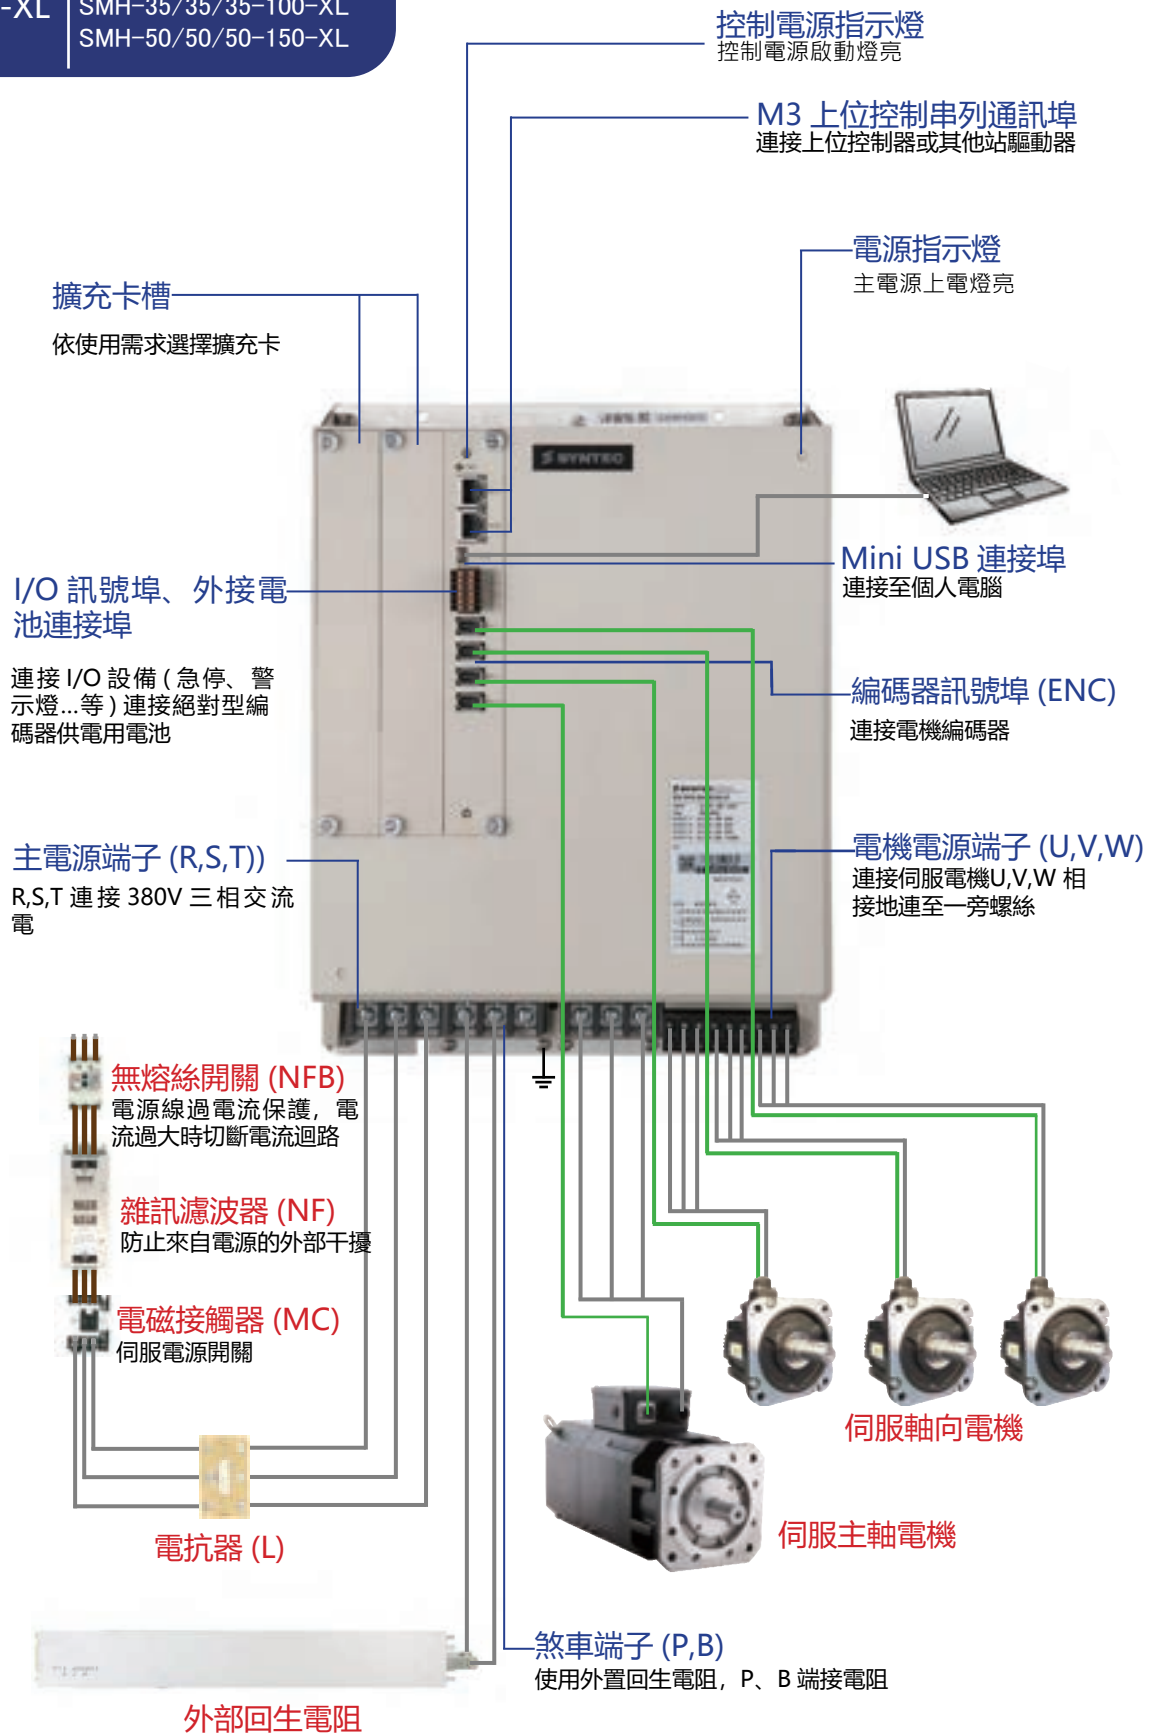 -XL
SMH-35/35/35-100-XL
SMH-50/50/50-150-XL
控制電源指示燈
控制電源啟動燈亮
M3 上位控制串列通訊埠
連接上位控制器或其他站驅動器
電源指示燈
主電源上電燈亮
擴充卡槽
依使用需求選擇擴充卡
SYNTEC
Mini USB 連接埠
連接至個人電腦
I/O 訊號埠、外接電
池連接埠
連接 I/O 設備 ( 急停、警
示燈...等 ) 連接絕對型編
碼器供電用電池
編碼器訊號埠 (ENC)
連接電機編碼器
主電源端子 (R,S,T))
R,S,T 連接 380V 三相交流
電
電機電源端子 (U,V,W)
連接伺服電機U,V,W 相
接地連至一旁螺絲
無熔絲開關 (NFB)
電源線過電流保護，電
流過大時切斷電流迴路
雜訊濾波器 (NF)
防止來自電源的外部干擾
電磁接觸器 (MC)
伺服電源開關
伺服軸向電機
伺服主軸電機
電抗器 (L)
煞車端子 (P,B)
使用外置回生電阻，P、B 端接電阻
外部回生電阻